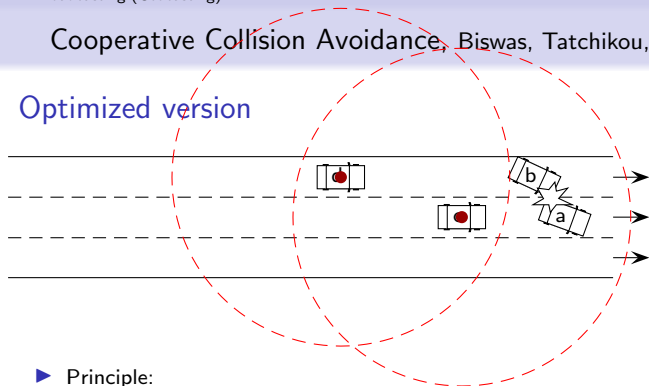 Cooperative Collision Avoidance, Biswas, Tatchikou,
Optimized version
b
a
Principle: